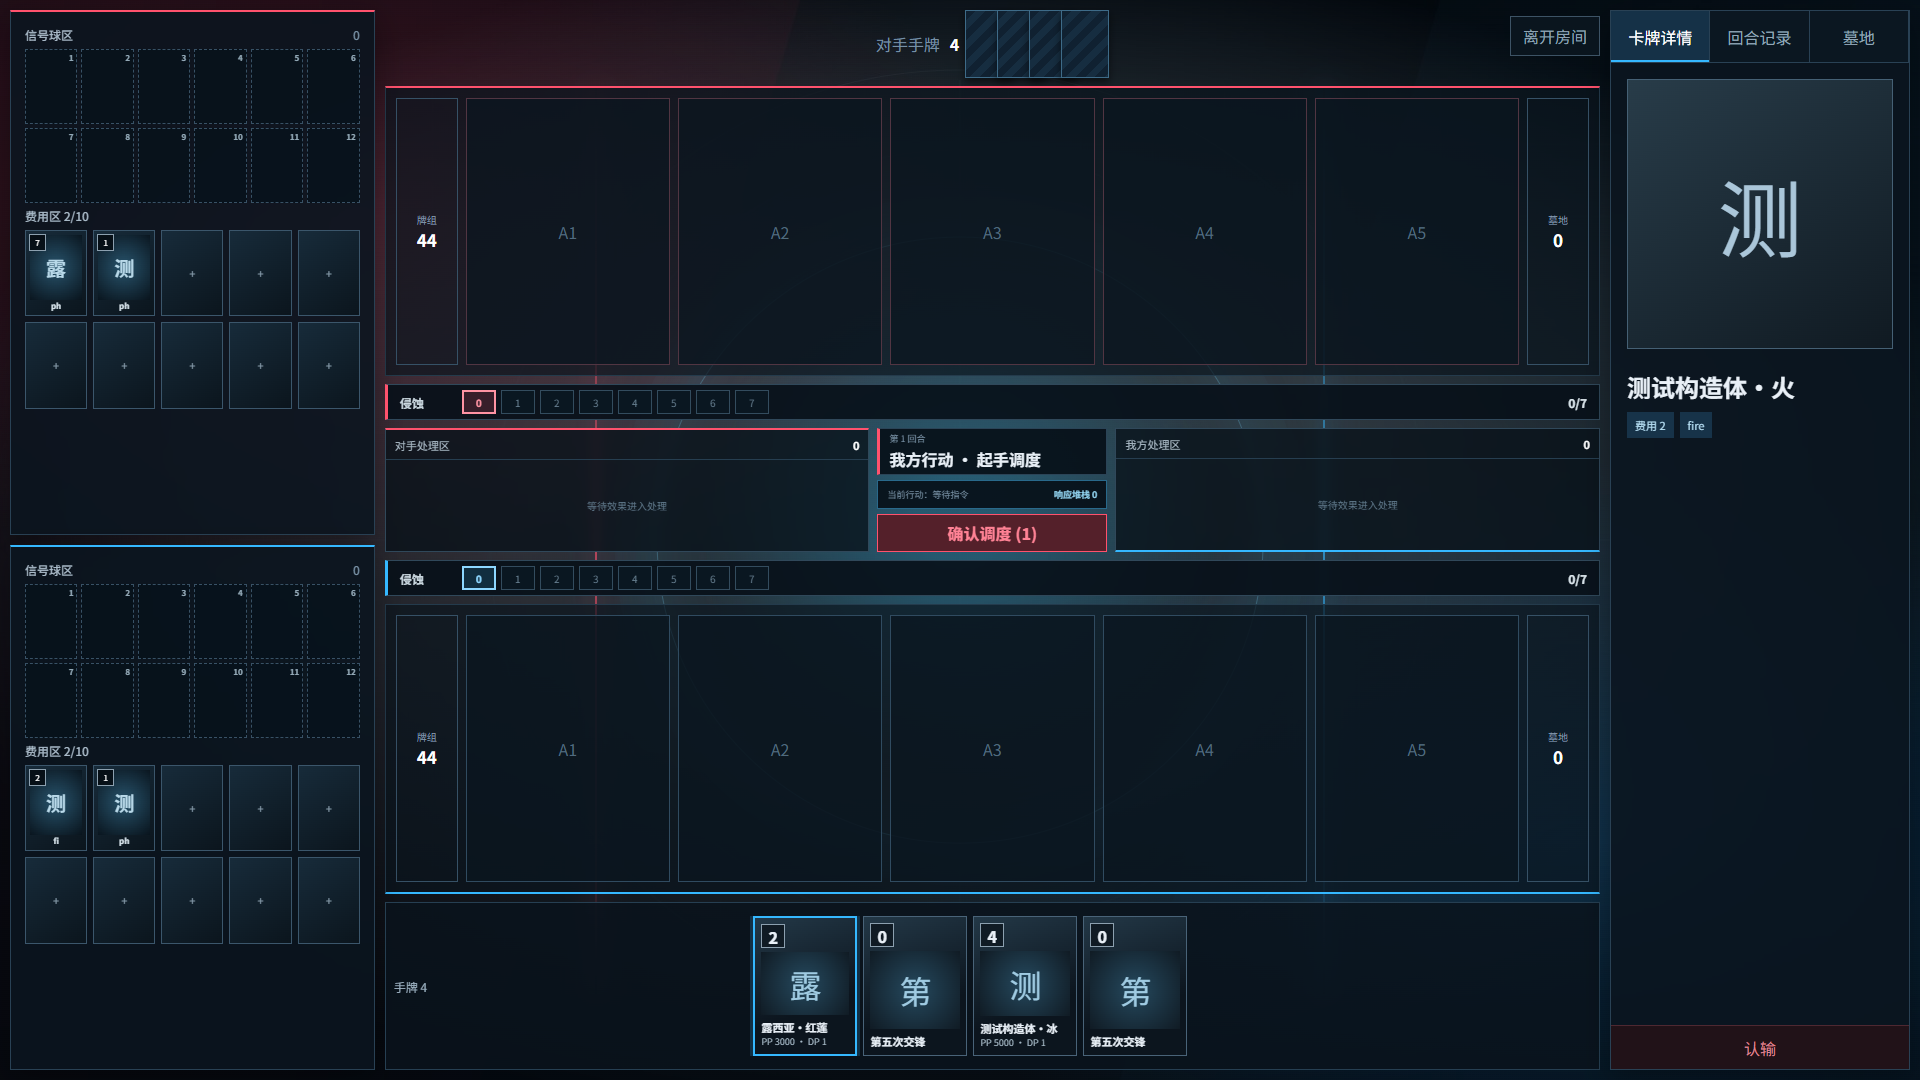 信号球区 0
1 2 3 4 5 6
7 8 9 10 11 12
费用区 2/10
7 露 ph
1 测 ph
+ + +
+ + + + +
信号球区 0
1 2 3 4 5 6
7 8 9 10 11 12
费用区 2/10
2 测 fi
1 测 ph
+ + +
+ + + + +
对手手牌 4
离开房间
牌组
44
A1 A2 A3 A4 A5
墓地
0
侵蚀 0 1 2 3 4 5 6 7 0/7
对手处理区 0
等待效果进入处理
第 1 回合
我方行动 · 起手调度
当前行动：等待指令 响应堆栈 0
确认调度 (1)
我方处理区 0
等待效果进入处理
侵蚀 0 1 2 3 4 5 6 7 0/7
牌组
44
A1 A2 A3 A4 A5
墓地
0
手牌 4
2
露
露西亚·红莲
PP 3000 · DP 1
0
第
第五次交锋
4
测
测试构造体·冰
PP 5000 · DP 1
0
第
第五次交锋
卡牌详情 回合记录 墓地
测
测试构造体·火
费用 2 fire
认输